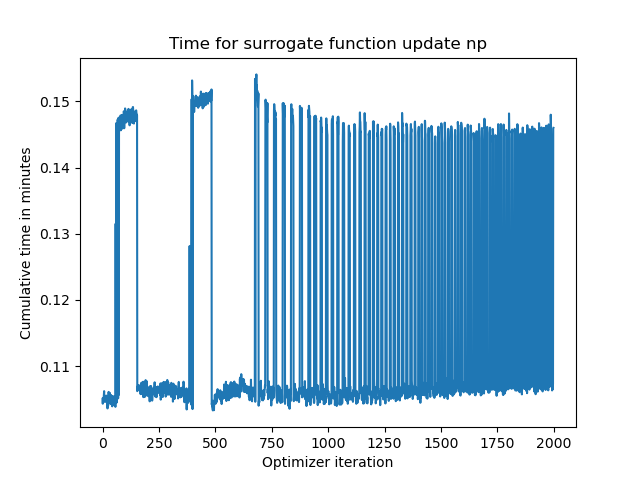 Time for surrogate function update np
0.15
0.14
0.13
0.12
0.11
Cumulative time in minutes
0 250 500 750 1000 1250 1500 1750 2000
Optimizer iteration